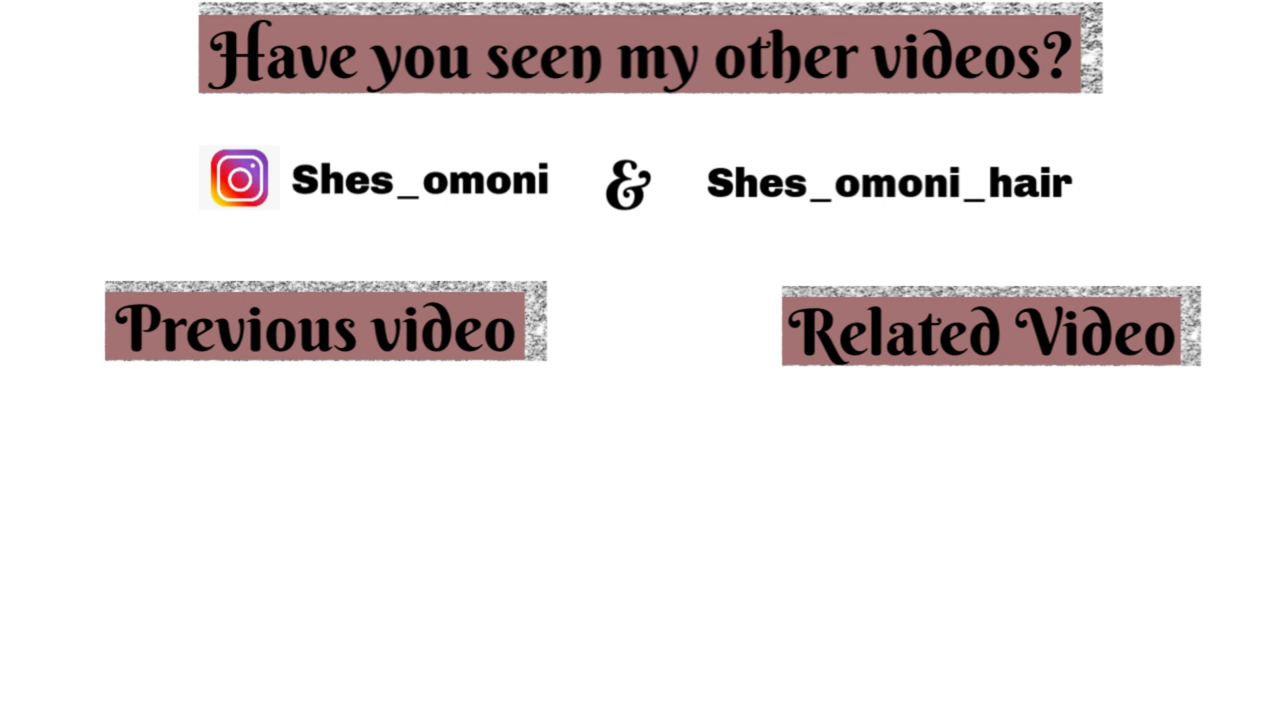 Have you seen my other videos?
Shes_omoni & Shes_omoni_hair
Previous video
Related Video